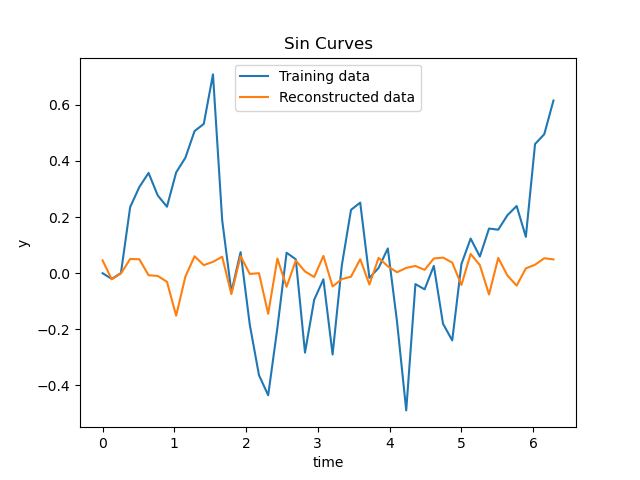 Sin Curves
Training data
Reconstructed data
0.6
0.4
0.2
0.0
−0.2
−0.4
y
0 1 2 3 4 5 6
time